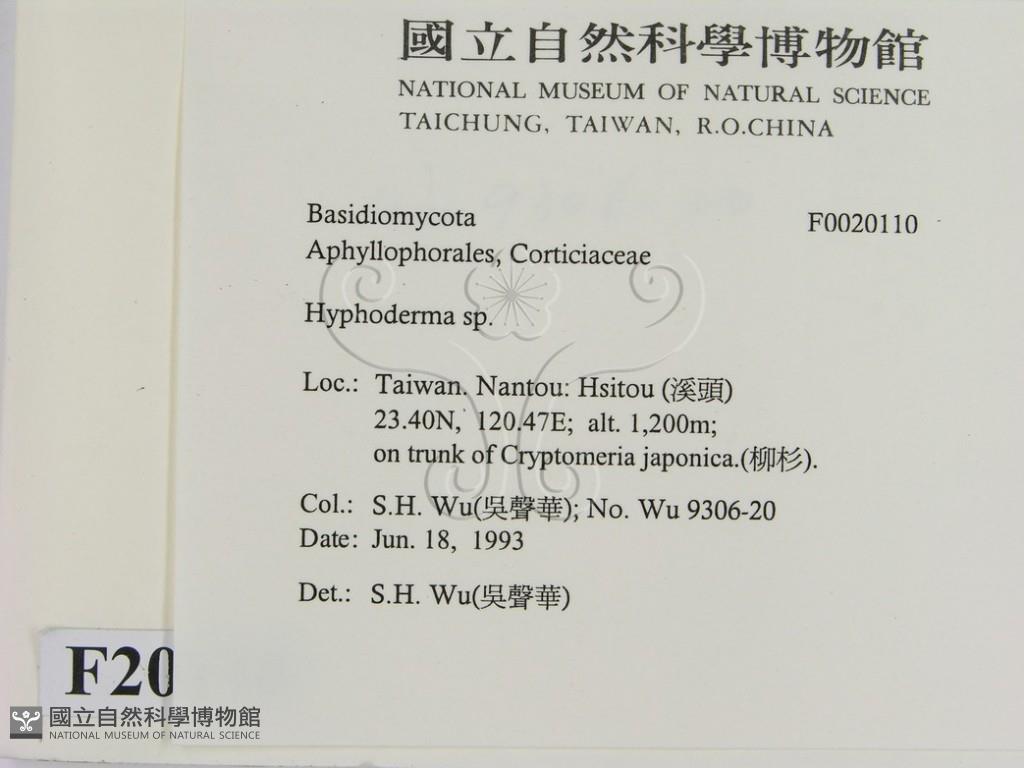 國立自然科學博物館
NATIONAL MUSEUM OF NATURAL SCIENCE
TAICHUNG, TAIWAN, R.O.CHINA
Basidiomycota F0020110
Aphyllophorales, Corticiaceae
Hyphoderma sp.
Loc.: Taiwan. Nantou: Hsitou (溪頭)
23.40N, 120.47E; alt. 1,200m;
on trunk of Cryptomeria japonica.(柳杉).
Col.: S.H. Wu(吳聲華); No. Wu 9306-20
Date: Jun. 18, 1993
Det.: S.H. Wu(吳聲華)
F20
國立自然科學博物館
NATIONAL MUSEUM OF NATURAL SCIENCE